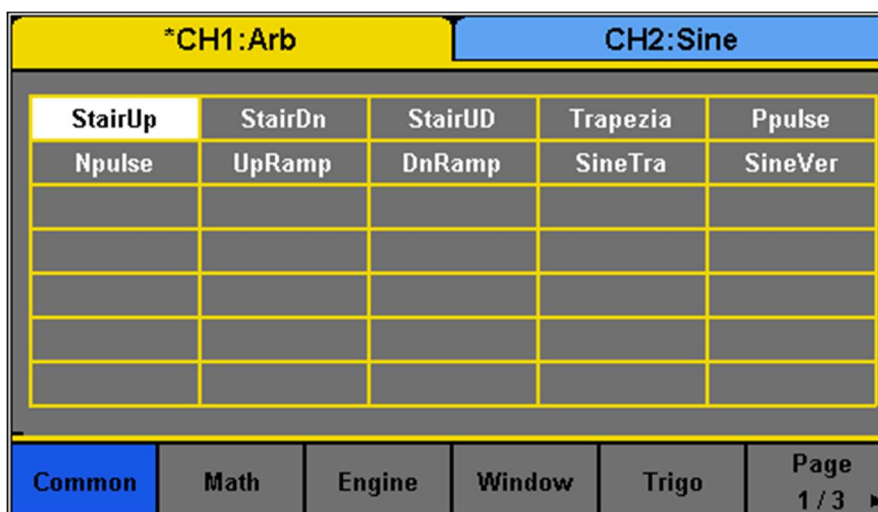 *CH1:Arb CH2:Sine
StairUp StairDn StairUD Trapezia Ppulse
Npulse UpRamp DnRamp SineTra SineVer
Common Math Engine Window Trigo Page
1/3